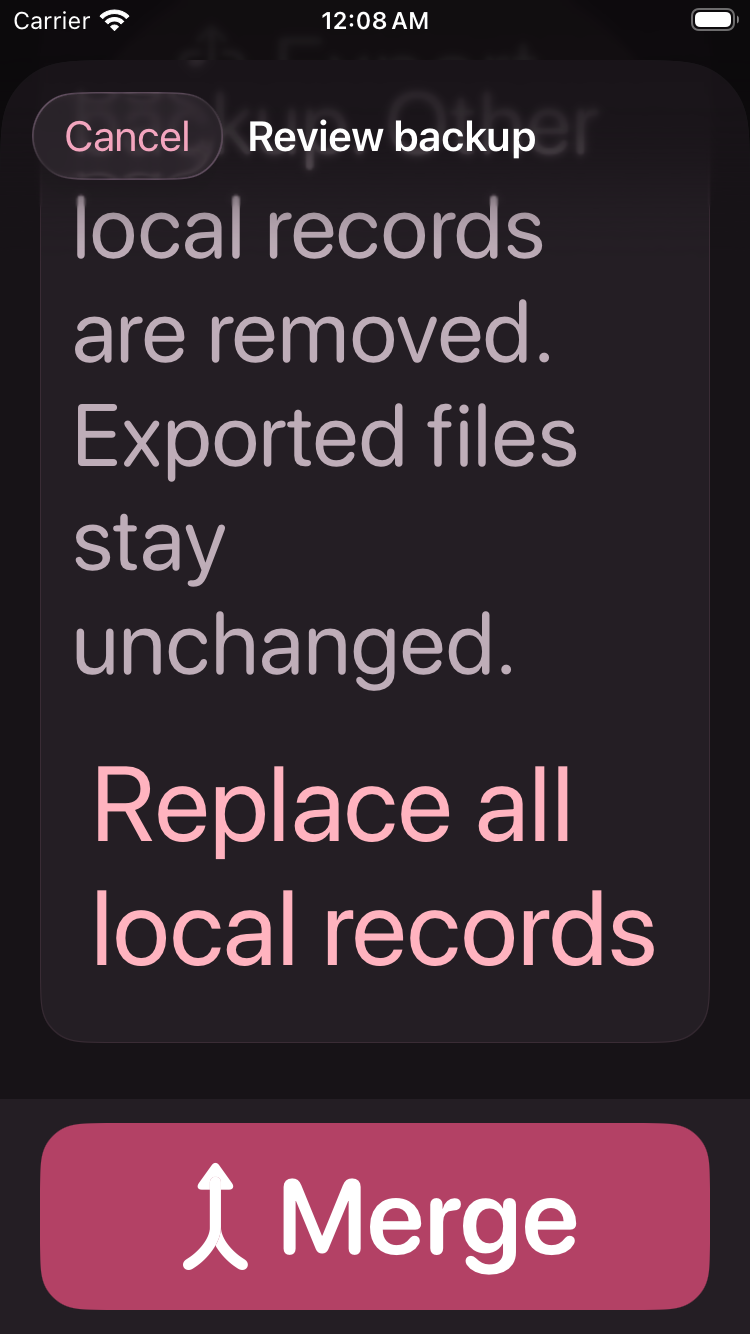 Carrier
12:08 AM
Cancel
Review backup
local records
are removed.
Exported files
stay
unchanged.
Replace all
local records
Merge